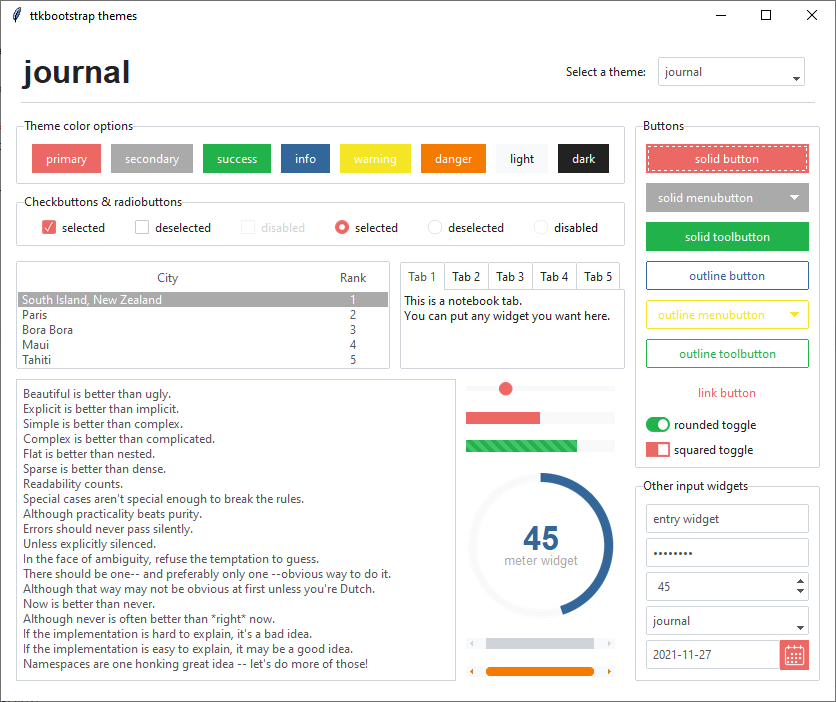 ttkbootstrap themes
journal
Select a theme: journal
Theme color options
primary secondary success info warning danger light dark
Checkbuttons & radiobuttons
selected deselected disabled selected deselected disabled
City Rank
South Island, New Zealand 1
Paris 2
Bora Bora 3
Maui 4
Tahiti 5
Tab 1 Tab 2 Tab 3 Tab 4 Tab 5
This is a notebook tab.
You can put any widget you want here.
Beautiful is better than ugly.
Explicit is better than implicit.
Simple is better than complex.
Complex is better than complicated.
Flat is better than nested.
Sparse is better than dense.
Readability counts.
Special cases aren't special enough to break the rules.
Although practicality beats purity.
Errors should never pass silently.
Unless explicitly silenced.
In the face of ambiguity, refuse the temptation to guess.
There should be one-- and preferably only one --obvious way to do it.
Although that way may not be obvious at first unless you're Dutch.
Now is better than never.
Although never is often better than *right* now.
If the implementation is hard to explain, it's a bad idea.
If the implementation is easy to explain, it may be a good idea.
Namespaces are one honking great idea -- let's do more of those!
45
meter widget
Buttons
solid button
solid menubutton
solid toolbutton
outline button
outline menubutton
outline toolbutton
link button
rounded toggle
squared toggle
Other input widgets
entry widget
••••••••
45
journal
2021-11-27